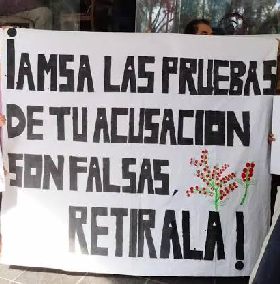 ¡AMSA LAS PRUEBAS
DE TU ACUSACION
SON FALSAS,
RETIRALA!